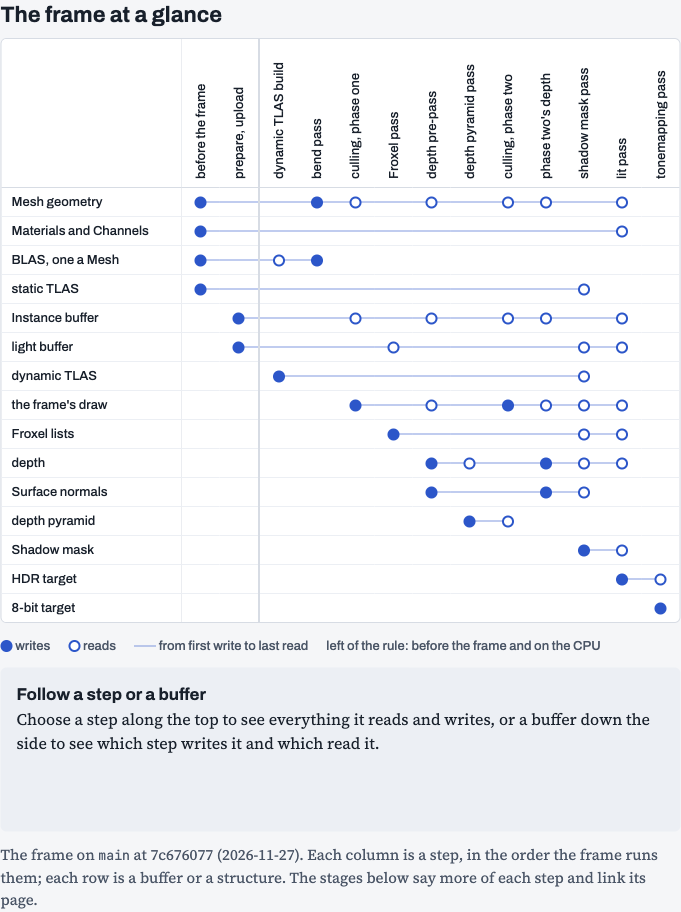 The frame at a glance
before the frame
prepare, upload
dynamic TLAS build
bend pass
culling, phase one
Froxel pass
depth pre-pass
depth pyramid pass
culling, phase two
phase two's depth
shadow mask pass
lit pass
tonemapping pass
Mesh geometry
Materials and Channels
BLAS, one a Mesh
static TLAS
Instance buffer
light buffer
dynamic TLAS
the frame's draw
Froxel lists
depth
Surface normals
depth pyramid
Shadow mask
HDR target
8-bit target
writes reads from first write to last read left of the rule: before the frame and on the CPU
Follow a step or a buffer
Choose a step along the top to see everything it reads and writes, or a buffer down the
side to see which step writes it and which read it.
The frame on main at 7c676077 (2026-11-27). Each column is a step, in the order the frame runs
them; each row is a buffer or a structure. The stages below say more of each step and link its
page.